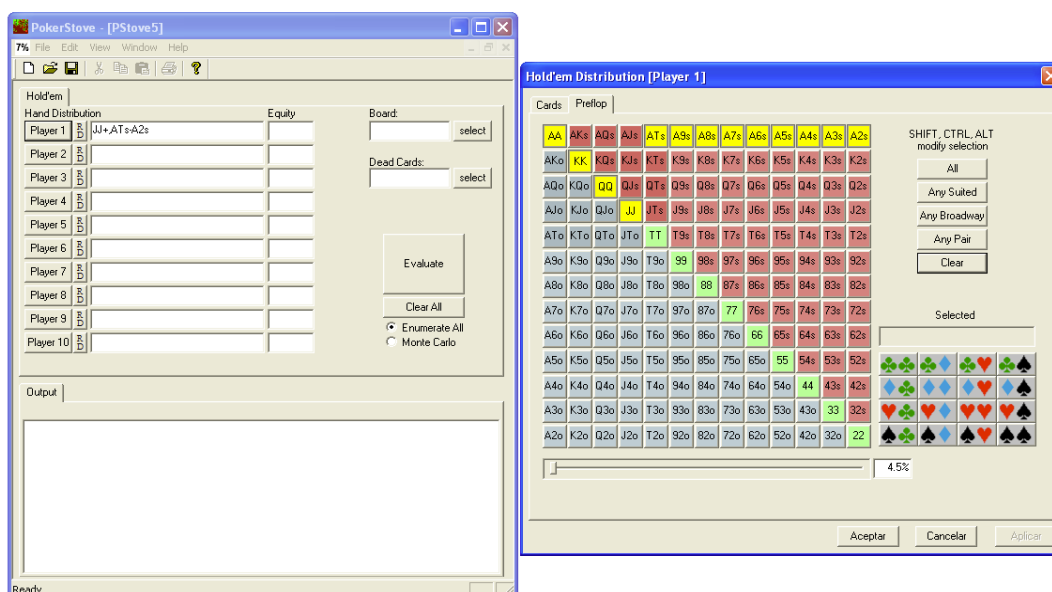 PokerStove - [PStove5]
7% File Edit View Window Help
Hold'em
Hand Distribution Equity Board:
Player 1 R D JJ+,ATs-A2s select
Player 2 R D
Dead Cards:
Player 3 R D select
Player 4 R D
Player 5 R D
Player 6 R D
Player 7 R D Evaluate
Player 8 R D
Clear All
Player 9 R D Enumerate All
Player 10 R D Monte Carlo
Output
Ready
Hold'em Distribution [Player 1]
Cards Preflop
AA AKs AQs AJs ATs A9s A8s A7s A6s A5s A4s A3s A2s
AKo KK KQs KJs KTs K9s K8s K7s K6s K5s K4s K3s K2s
AQo KQo QQ QJs QTs Q9s Q8s Q7s Q6s Q5s Q4s Q3s Q2s
AJo KJo QJo JJ JTs J9s J8s J7s J6s J5s J4s J3s J2s
ATo KTo QTo JTo TT T9s T8s T7s T6s T5s T4s T3s T2s
A9o K9o Q9o J9o T9o 99 98s 97s 96s 95s 94s 93s 92s
A8o K8o Q8o J8o T8o 98o 88 87s 86s 85s 84s 83s 82s
A7o K7o Q7o J7o T7o 97o 87o 77 76s 75s 74s 73s 72s
A6o K6o Q6o J6o T6o 96o 86o 76o 66 65s 64s 63s 62s
A5o K5o Q5o J5o T5o 95o 85o 75o 65o 55 54s 53s 52s
A4o K4o Q4o J4o T4o 94o 84o 74o 64o 54o 44 43s 42s
A3o K3o Q3o J3o T3o 93o 83o 73o 63o 53o 43o 33 32s
A2o K2o Q2o J2o T2o 92o 82o 72o 62o 52o 42o 32o 22
SHIFT, CTRL, ALT
modify selection
All
Any Suited
Any Broadway
Any Pair
Clear
Selected
4.5%
Aceptar Cancelar Aplicar